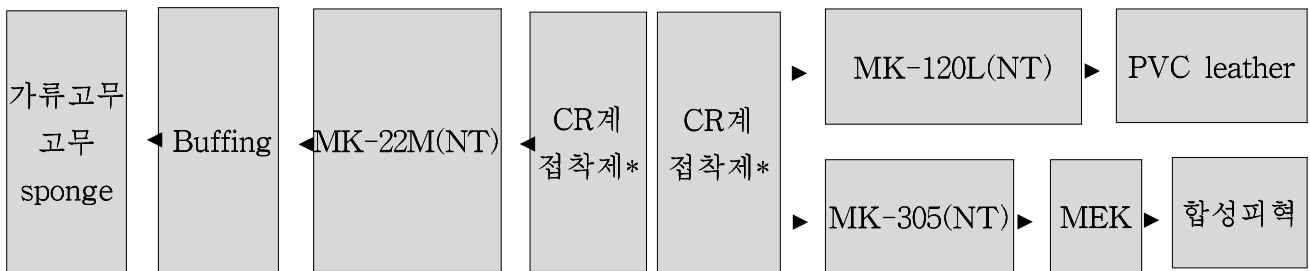 가류고무
고무
sponge
Buffing
MK-22M(NT)
CR계
접착제*
CR계
접착제*
MK-120L(NT)
PVC leather
MK-305(NT)
MEK
합성피혁